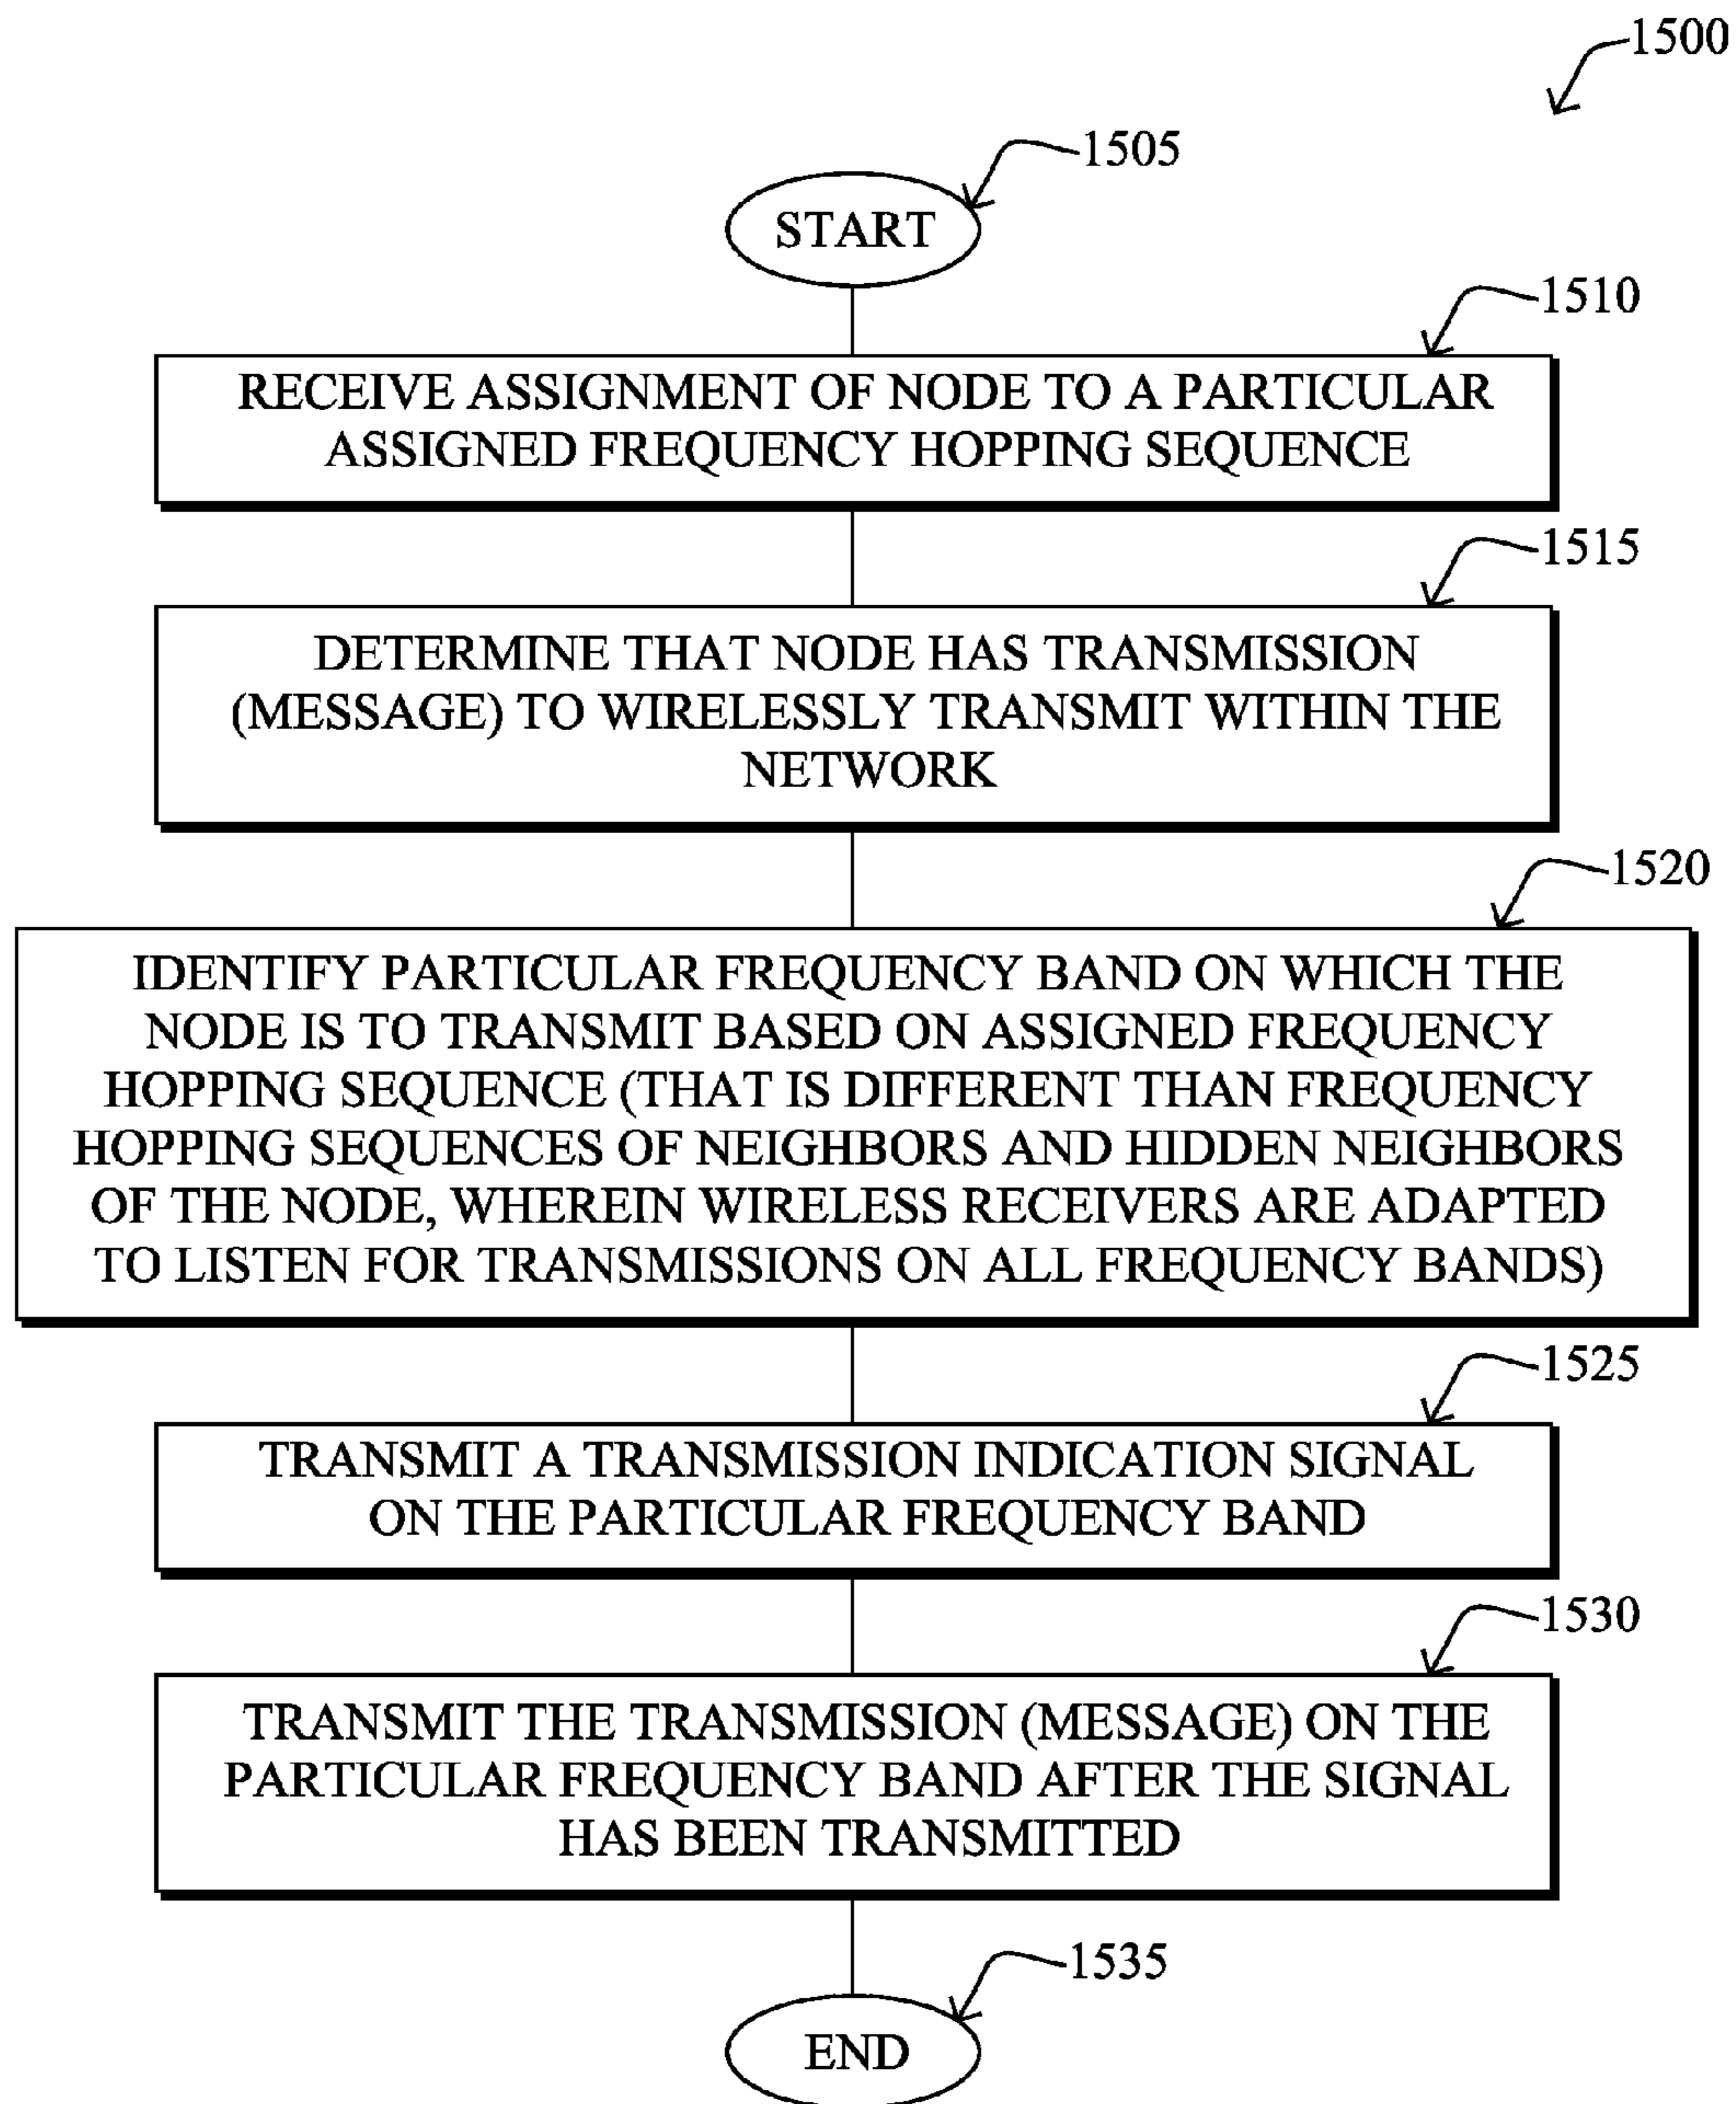 1500
1505
START
1510
RECEIVE ASSIGNMENT OF NODE TO A PARTICULAR
ASSIGNED FREQUENCY HOPPING SEQUENCE
1515
DETERMINE THAT NODE HAS TRANSMISSION
(MESSAGE) TO WIRELESSLY TRANSMIT WITHIN THE
NETWORK
1520
IDENTIFY PARTICULAR FREQUENCY BAND ON WHICH THE
NODE IS TO TRANSMIT BASED ON ASSIGNED FREQUENCY
HOPPING SEQUENCE (THAT IS DIFFERENT THAN FREQUENCY
HOPPING SEQUENCES OF NEIGHBORS AND HIDDEN NEIGHBORS
OF THE NODE, WHEREIN WIRELESS RECEIVERS ARE ADAPTED
TO LISTEN FOR TRANSMISSIONS ON ALL FREQUENCY BANDS)
1525
TRANSMIT A TRANSMISSION INDICATION SIGNAL
ON THE PARTICULAR FREQUENCY BAND
1530
TRANSMIT THE TRANSMISSION (MESSAGE) ON THE
PARTICULAR FREQUENCY BAND AFTER THE SIGNAL
HAS BEEN TRANSMITTED
1535
END